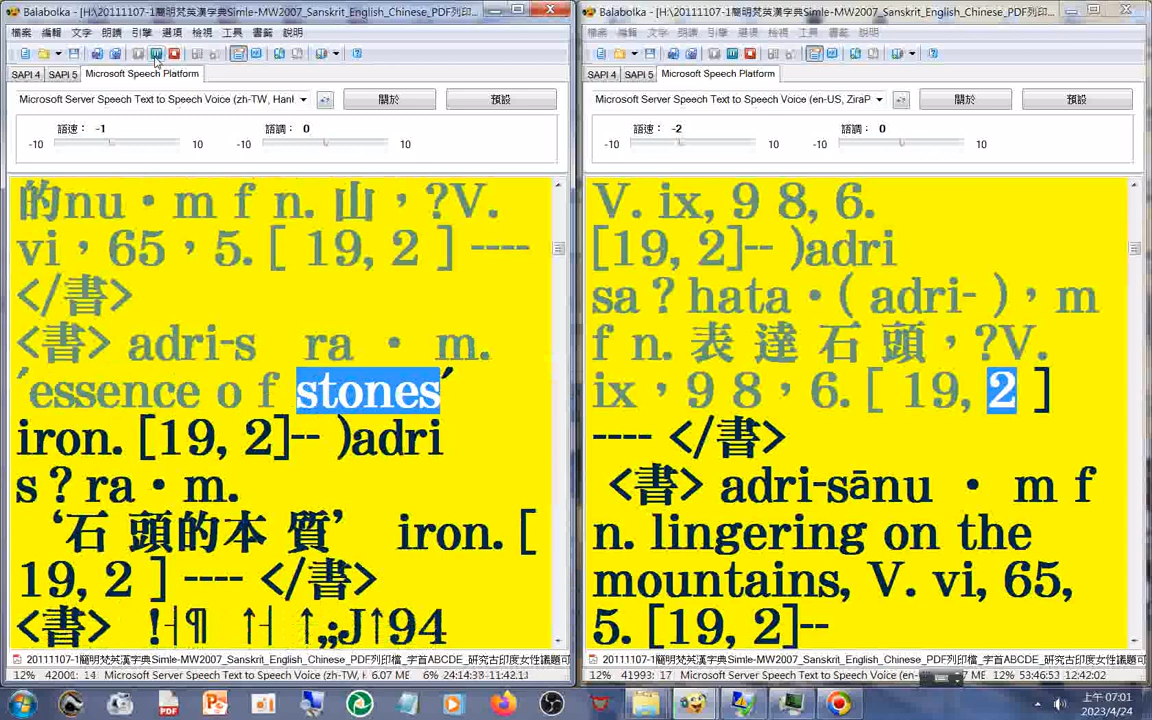 Balabolka - [H:\20111107-1簡明梵英漢字典Simle-MW2007_Sanskrit_English_Chinese_PDF列印...
檔案 編輯 文字 朗讀 引擎 選項 檢視 工具 書籤 說明
SAPI 4 SAPI 5 Microsoft Speech Platform
Microsoft Server Speech Text to Speech Voice (zh-TW, HanH 關於 預設
語速： -1 語調： 0
-10 10 -10 10
的nu・m f n. 山，?V.
vi，65，5. [ 19, 2 ] ----
</書>
<書> adri-s ra ・ m.
´essence o f stones´
iron. [19, 2]-- )adri
s？ra・m.
‘石 頭的本 質’ iron. [
19, 2 ] ---- </書>
<書> !┤¶ ↑┤ ↑„;J↑94
20111107-1簡明梵英漢字典Simle-MW2007_Sanskrit_English_Chinese_PDF列印檔_字首ABCDE_研究古印度女性議題可
12% 42001: 14 Microsoft Server Speech Text to Speech Voice (zh-TW, H 6.07 MB 6% 24:14:33-11:42:1
Balabolka - [H:\20111107-1簡明梵英漢字典Simle-MW2007_Sanskrit_English_Chinese_PDF列印...
檔案 編輯 文字 朗讀 引擎 選項 檢視 工具 書籤 說明
SAPI 4 SAPI 5 Microsoft Speech Platform
Microsoft Server Speech Text to Speech Voice (en-US, ZiraP 關於 預設
語速： -2 語調： 0
-10 10 -10 10
V. ix, 9 8, 6.
[19, 2]-- )adri
sa？hata・( adri- )，m
f n. 表 達 石 頭，?V.
ix，9 8，6. [ 19, 2 ]
---- </書>
<書> adri-sānu ・ m f
n. lingering on the
mountains, V. vi, 65,
5. [19, 2]--
20111107-1簡明梵英漢字典Simle-MW2007_Sanskrit_English_Chinese_PDF列印檔_字首ABCDE_研究古印度女性議題可
12% 41993: 17 Microsoft Server Speech Text to Speech Voice ME 12% 53:46:53-12:42:02
上午 07:01
2023/4/24